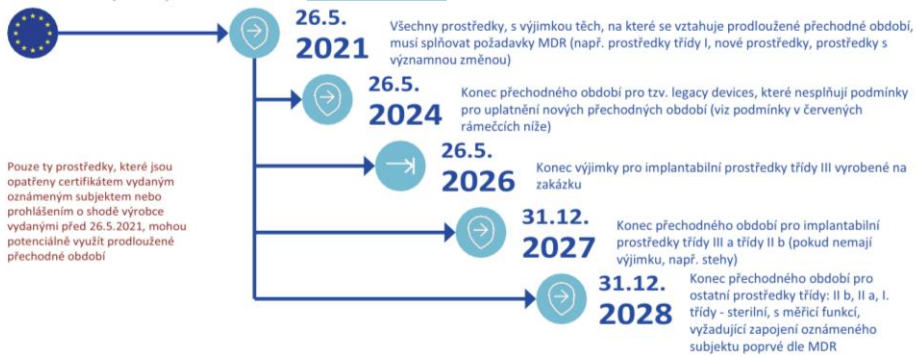 26.5.
2021
Všechny prostředky, s výjimkou těch, na které se vztahuje prodloužené přechodné období,
musí splňovat požadavky MDR (např. prostředky třídy I, nové prostředky, prostředky s
významnou změnou)
26.5.
2024
Konec přechodného období pro tzv. legacy devices, které nesplňují podmínky
pro uplatnění nových přechodných období (viz podmínky v červených
rámečcích níže)
26.5.
2026
Konec výjimky pro implantabilní prostředky třídy III vyrobené na
zakázku
Pouze ty prostředky, které jsou
opatřeny certifikátem vydaným
oznámeným subjektem nebo
prohlášením o shodě výrobce
vydanými před 26.5.2021, mohou
potenciálně využít prodloužené
přechodné období
31.12.
2027
Konec přechodného období pro implantabilní
prostředky třídy III a třídy II b (pokud nemají
výjimku, např. stehy)
31.12.
2028
Konec přechodného období pro
ostatní prostředky třídy: II b, II a, I.
třídy - sterilní, s měřicí funkcí,
vyžadující zapojení oznámeného
subjektu poprvé dle MDR